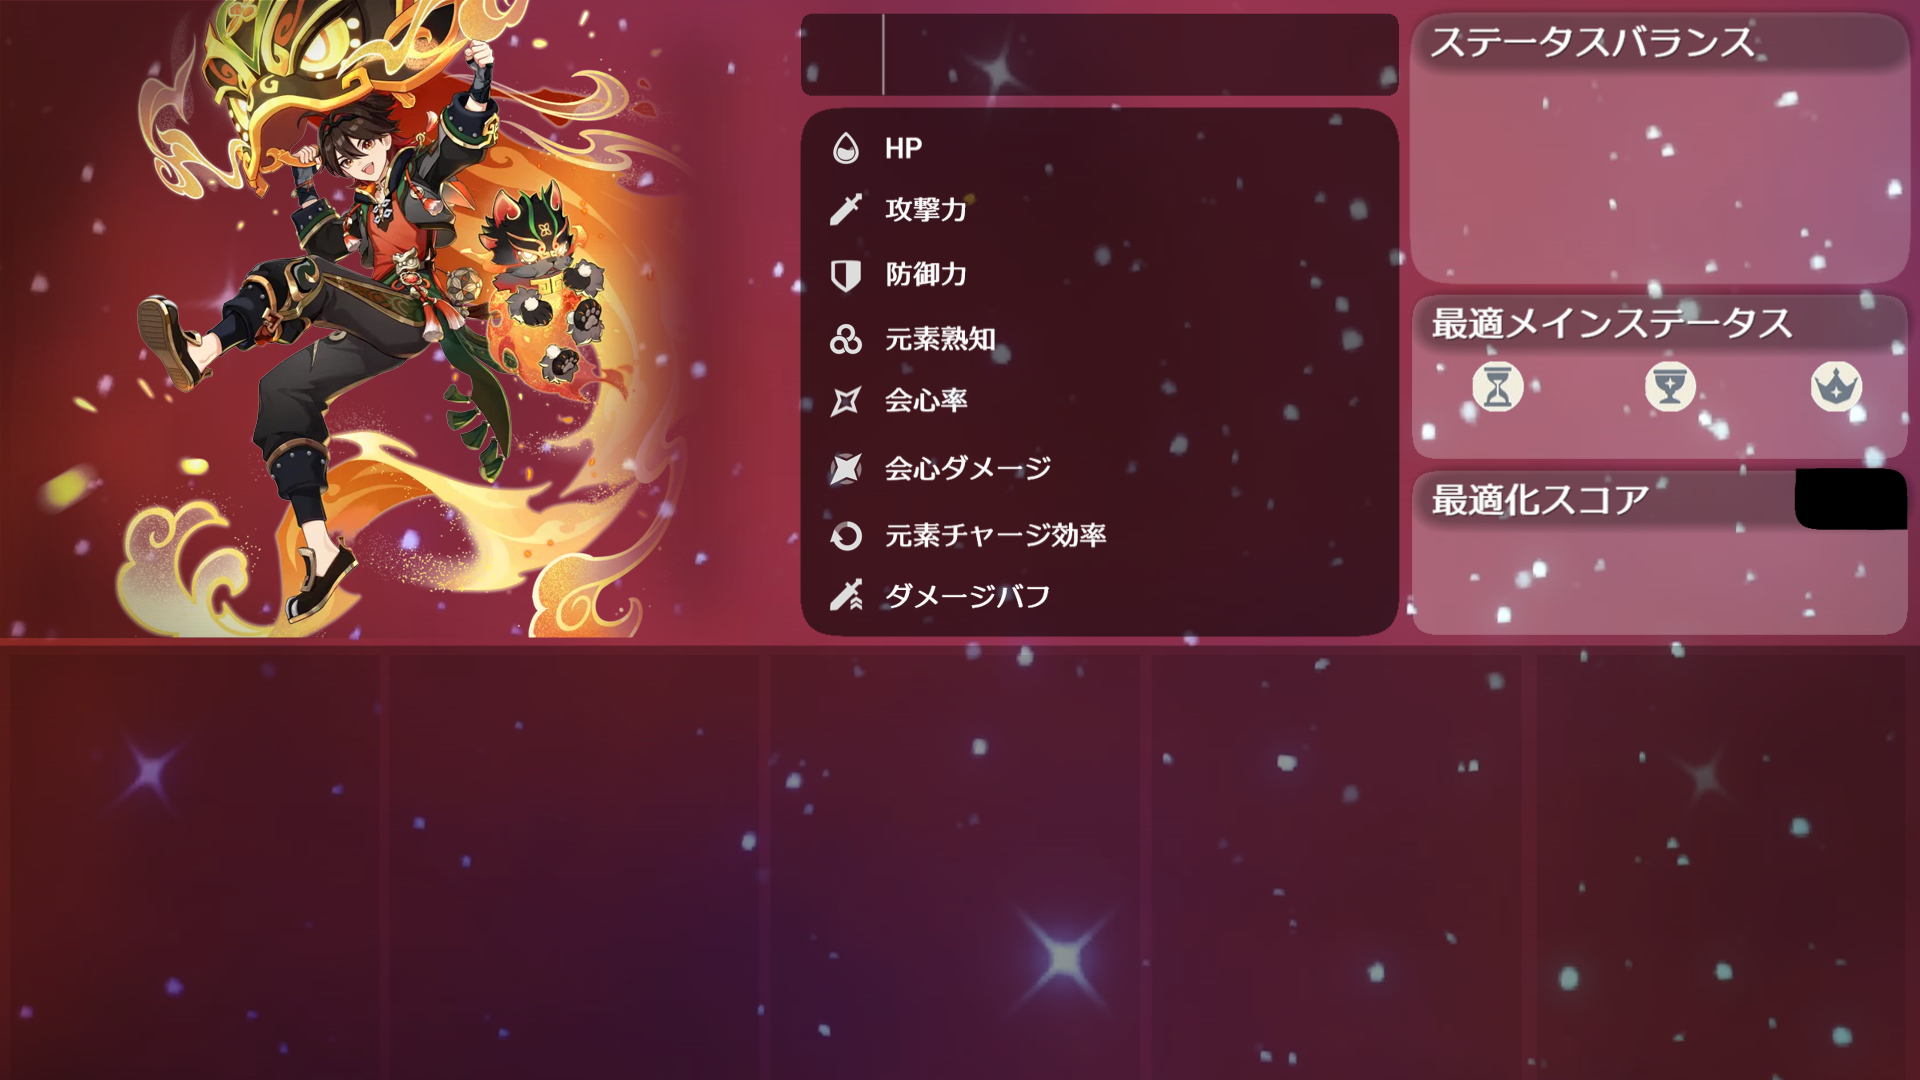 HP
攻撃力
防御力
元素熟知
会心率
会心ダメージ
元素チャージ効率
ダメージバフ
ステータスバランス
最適メインステータス
最適化スコア